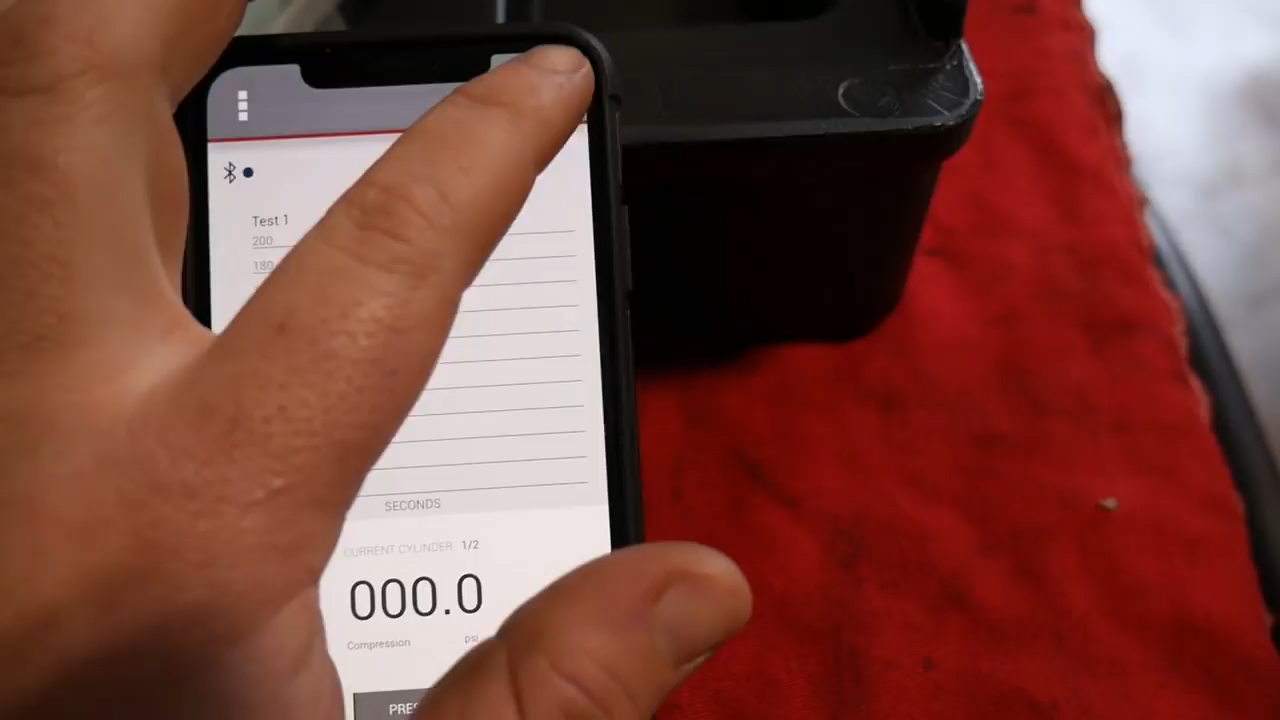 Test 1
200
180
SECONDS
CURRENT CYLINDER 1/2
000.0
Compression psi